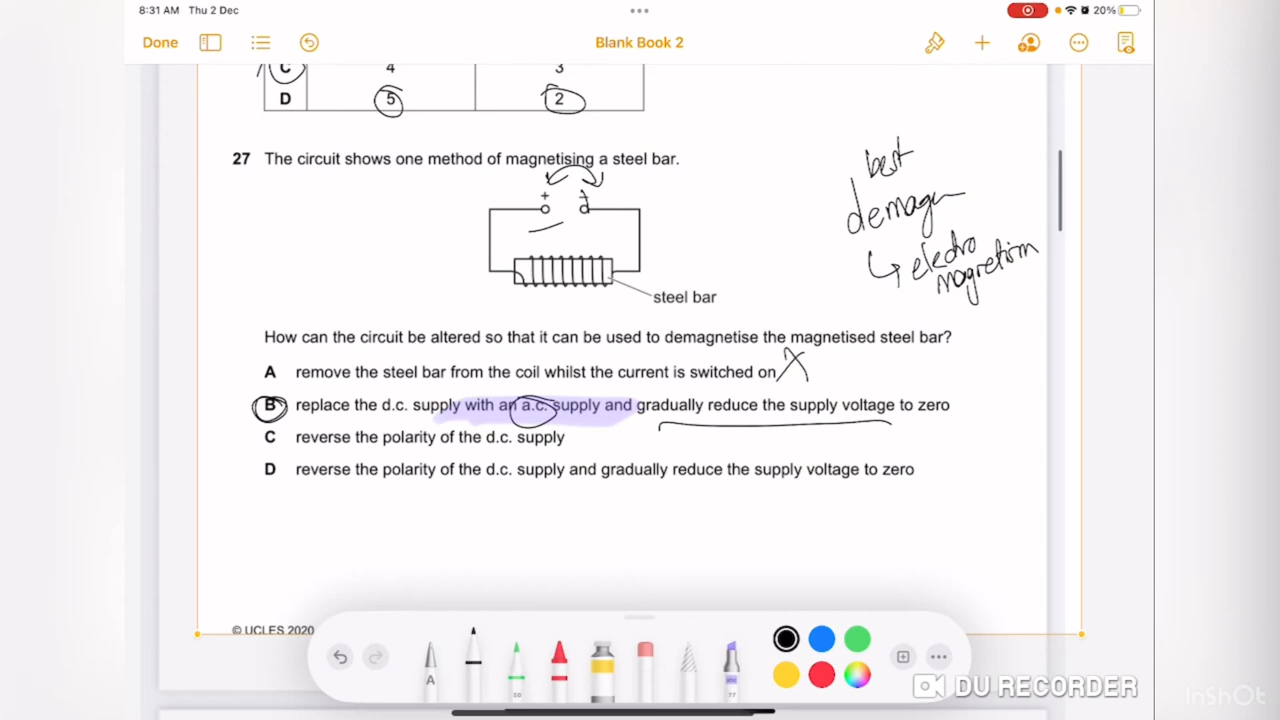 8:31 AM Thu 2 Dec
20%
Done
Blank Book 2
C 4 3
D 5 2
27 The circuit shows one method of magnetising a steel bar.
best
demagn
electro
magnetism
+ –
steel bar
How can the circuit be altered so that it can be used to demagnetise the magnetised steel bar?
A remove the steel bar from the coil whilst the current is switched on X
B replace the d.c. supply with an a.c. supply and gradually reduce the supply voltage to zero
C reverse the polarity of the d.c. supply
D reverse the polarity of the d.c. supply and gradually reduce the supply voltage to zero
© UCLES 2020
A
50
77
DU RECORDER
InShOt